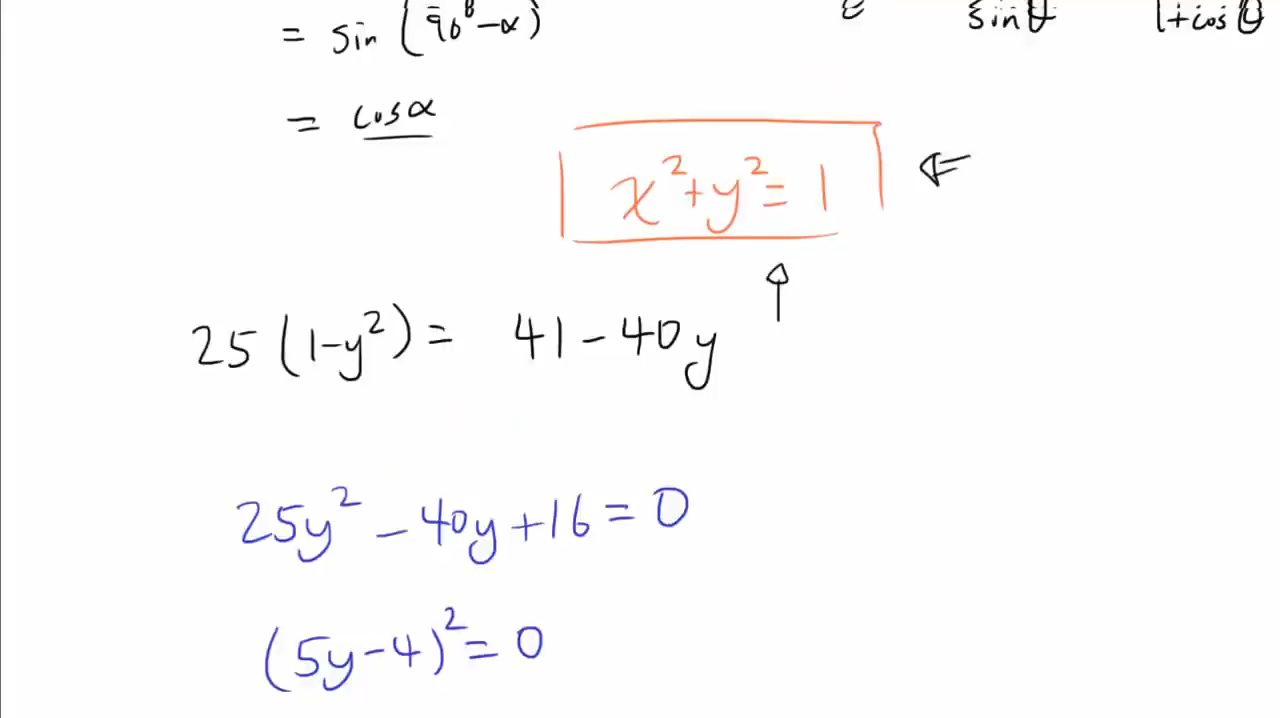 = sin (90° - α)
sinθ 1+cosθ
= cosα
x² + y² = 1
25 (1-y²) = 41 - 40y
25y² - 40y + 16 = 0
(5y - 4)² = 0